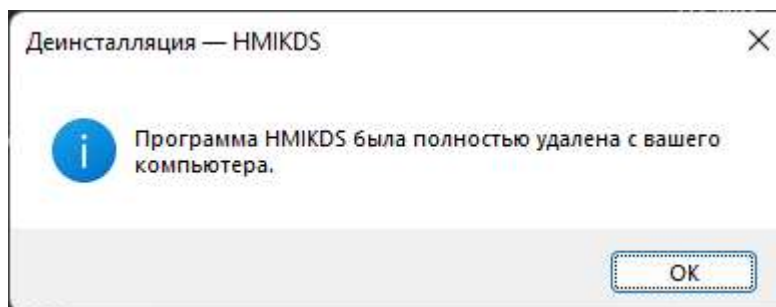 Деинсталляция — HMIKDS
Программа HMIKDS была полностью удалена с вашего
компьютера.
OK